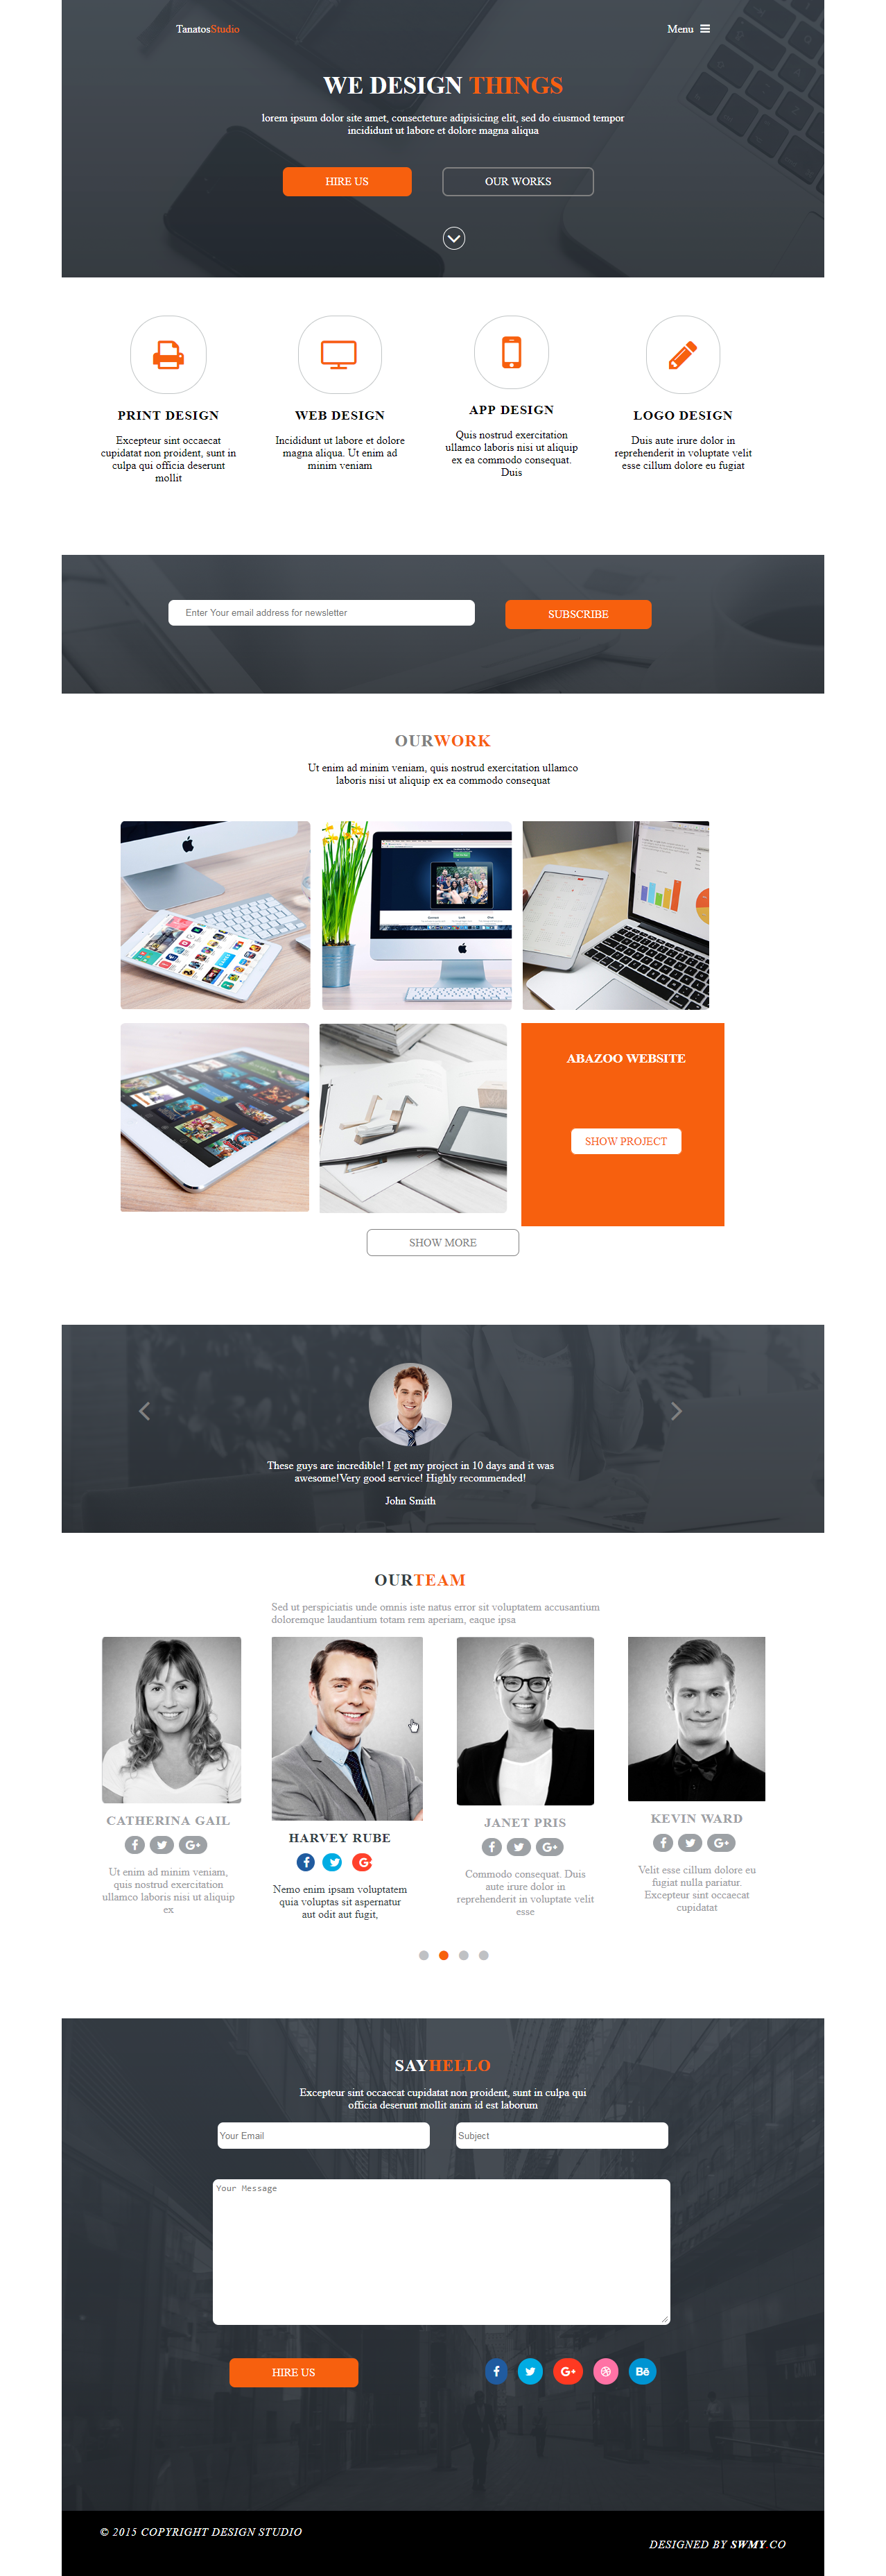 TanatosStudio
Menu
WE DESIGN THINGS
lorem ipsum dolor site amet, consecteture adipisicing elit, sed do eiusmod tempor
incididunt ut labore et dolore magna aliqua
HIRE US
OUR WORKS
PRINT DESIGN
Excepteur sint occaecat
cupidatat non proident, sunt in
culpa qui officia deserunt
mollit
WEB DESIGN
Incididunt ut labore et dolore
magna aliqua. Ut enim ad
minim veniam
APP DESIGN
Quis nostrud exercitation
ullamco laboris nisi ut aliquip
ex ea commodo consequat.
Duis
LOGO DESIGN
Duis aute irure dolor in
reprehenderit in voluptate velit
esse cillum dolore eu fugiat
Enter Your email address for newsletter
SUBSCRIBE
OURWORK
Ut enim ad minim veniam, quis nostrud exercitation ullamco
laboris nisi ut aliquip ex ea commodo consequat
ABAZOO WEBSITE
SHOW PROJECT
SHOW MORE
These guys are incredible! I get my project in 10 days and it was
awesome!Very good service! Highly recommended!
John Smith
OURTEAM
Sed ut perspiciatis unde omnis iste natus error sit voluptatem accusantium
doloremque laudantium totam rem aperiam, eaque ipsa
CATHERINA GAIL
Ut enim ad minim veniam,
quis nostrud exercitation
ullamco laboris nisi ut aliquip
ex
HARVEY RUBE
Nemo enim ipsam voluptatem
quia voluptas sit aspernatur
aut odit aut fugit,
JANET PRIS
Commodo consequat. Duis
aute irure dolor in
reprehenderit in voluptate velit
esse
KEVIN WARD
Velit esse cillum dolore eu
fugiat nulla pariatur.
Excepteur sint occaecat
cupidatat
SAYHELLO
Excepteur sint occaecat cupidatat non proident, sunt in culpa qui
officia deserunt mollit anim id est laborum
Your Email
Subject
Your Message
HIRE US
© 2015 COPYRIGHT DESIGN STUDIO
DESIGNED BY SWMY.CO